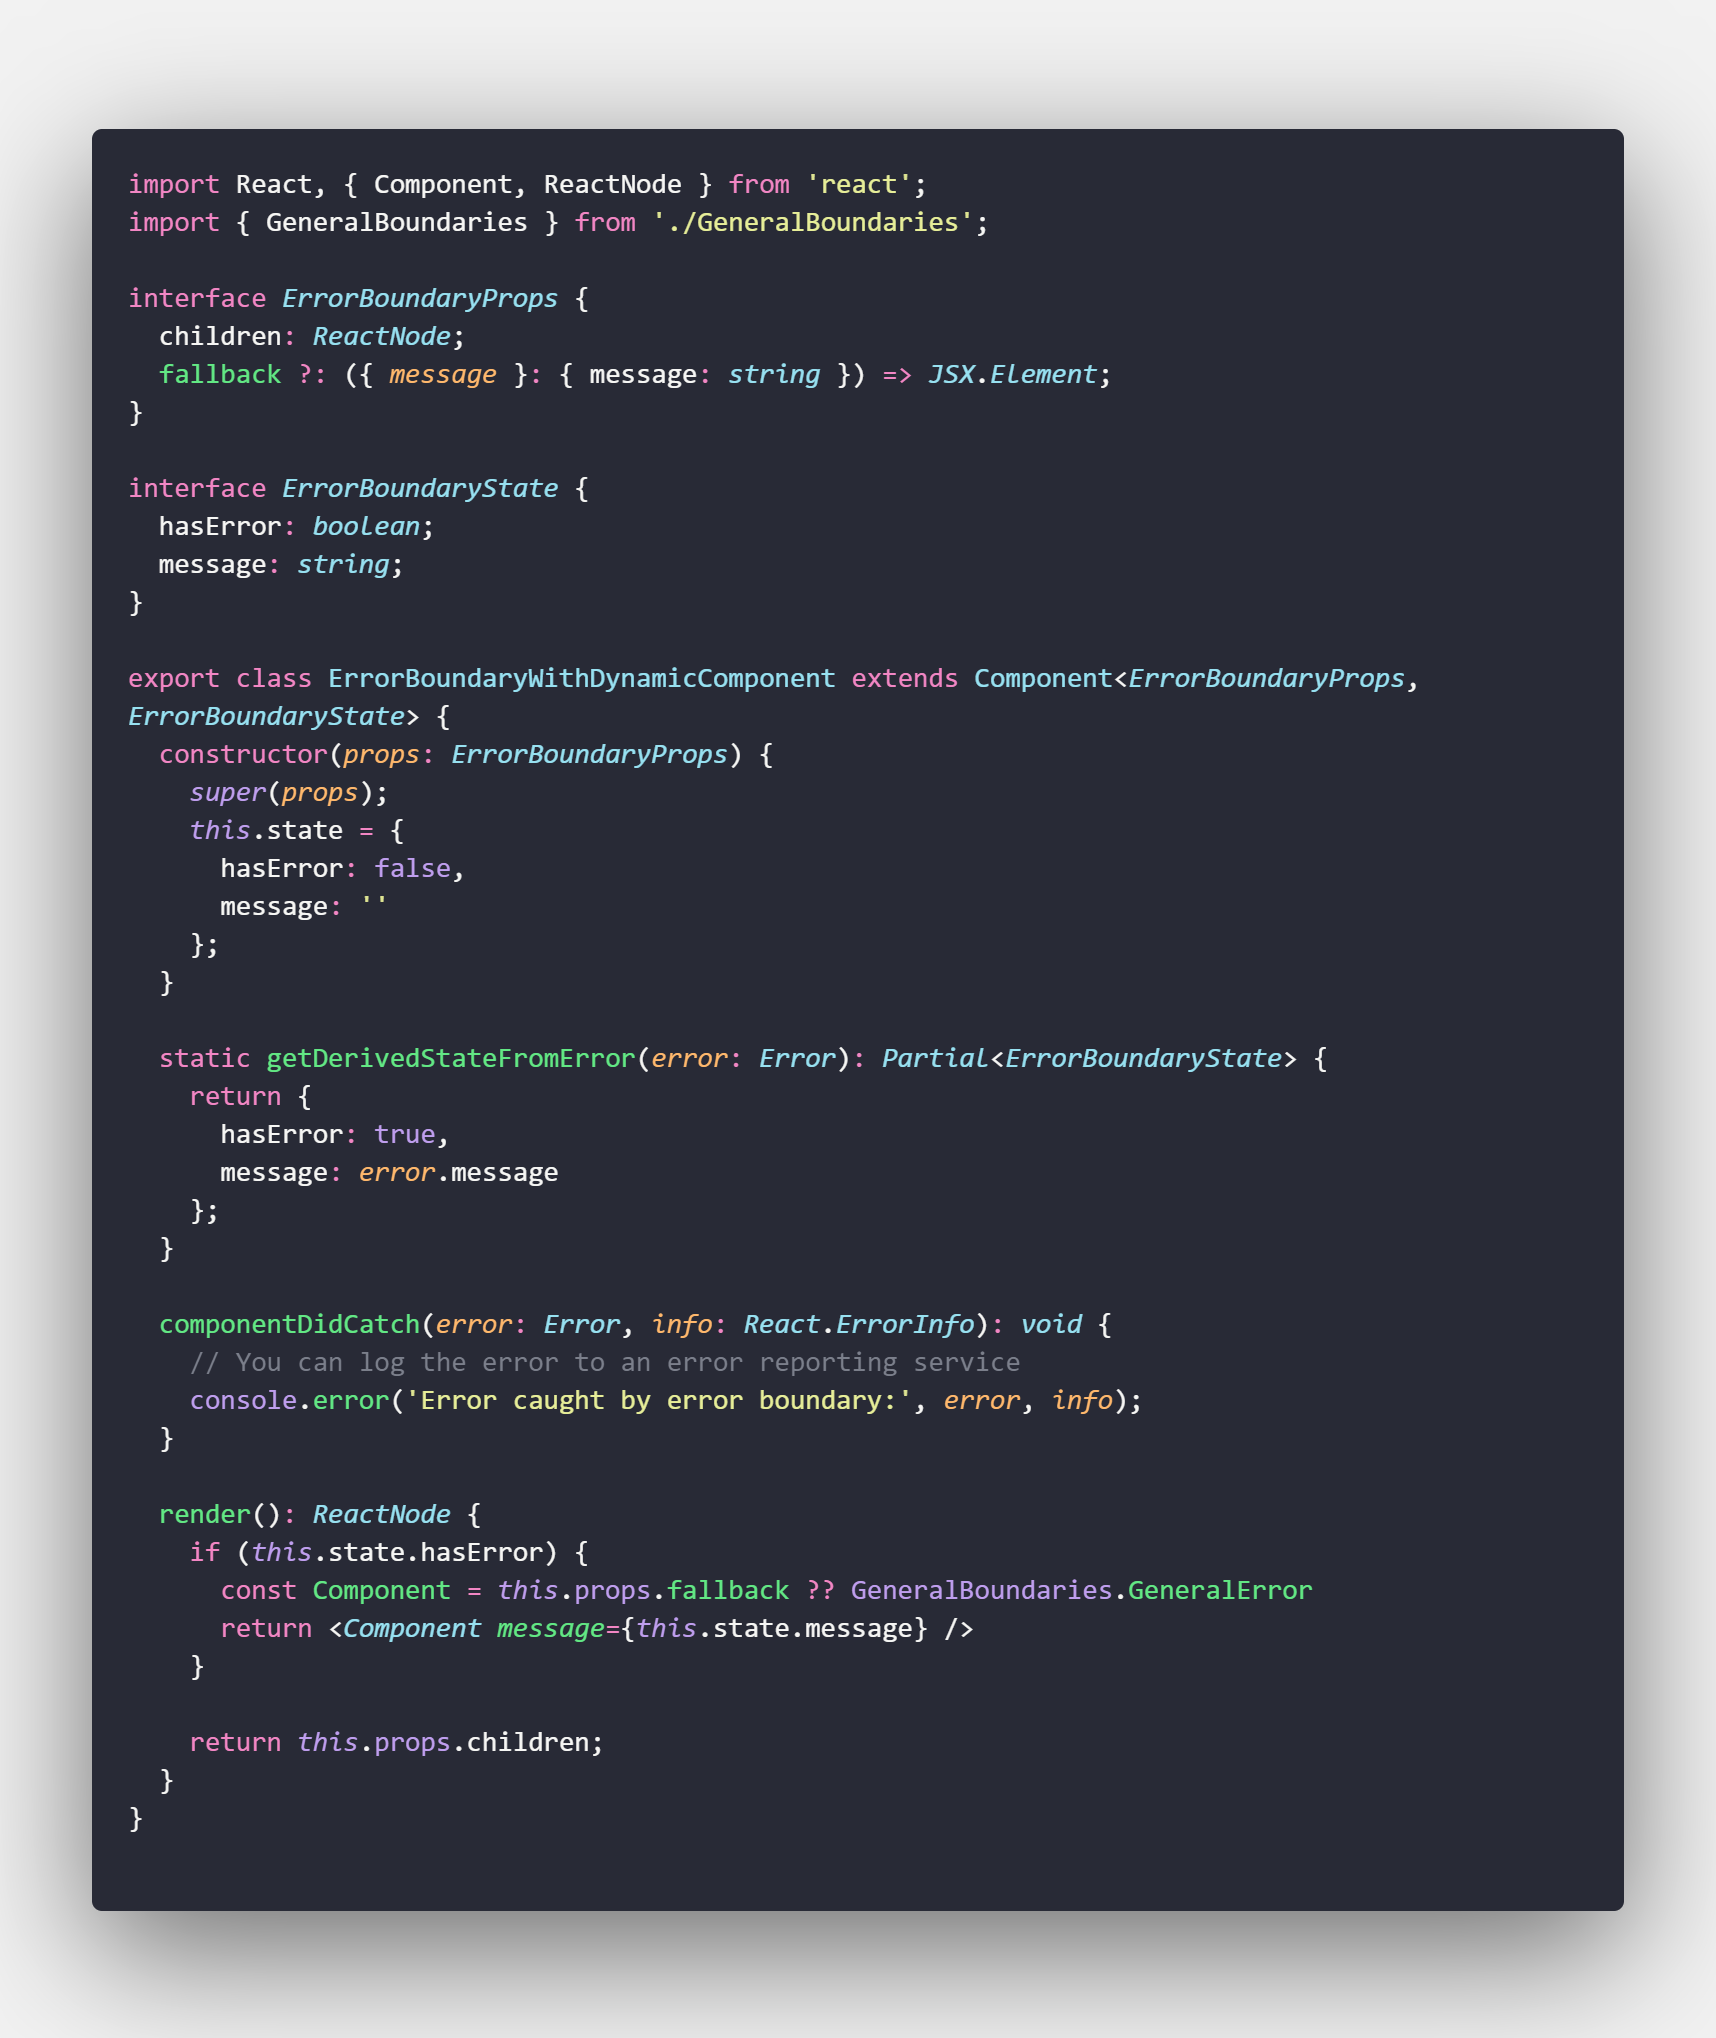 import React, { Component, ReactNode } from 'react';
import { GeneralBoundaries } from './GeneralBoundaries';

interface ErrorBoundaryProps {
  children: ReactNode;
  fallback ?: ({ message }: { message: string }) => JSX.Element;
}

interface ErrorBoundaryState {
  hasError: boolean;
  message: string;
}

export class ErrorBoundaryWithDynamicComponent extends Component<ErrorBoundaryProps,
ErrorBoundaryState> {
  constructor(props: ErrorBoundaryProps) {
    super(props);
    this.state = {
      hasError: false,
      message: ''
    };
  }

  static getDerivedStateFromError(error: Error): Partial<ErrorBoundaryState> {
    return {
      hasError: true,
      message: error.message
    };
  }

  componentDidCatch(error: Error, info: React.ErrorInfo): void {
    // You can log the error to an error reporting service
    console.error('Error caught by error boundary:', error, info);
  }

  render(): ReactNode {
    if (this.state.hasError) {
      const Component = this.props.fallback ?? GeneralBoundaries.GeneralError
      return <Component message={this.state.message} />
    }

    return this.props.children;
  }
}